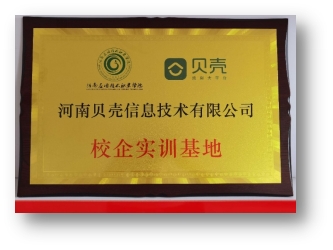 贝壳
河南贝壳信息技术有限公司
校企实训基地